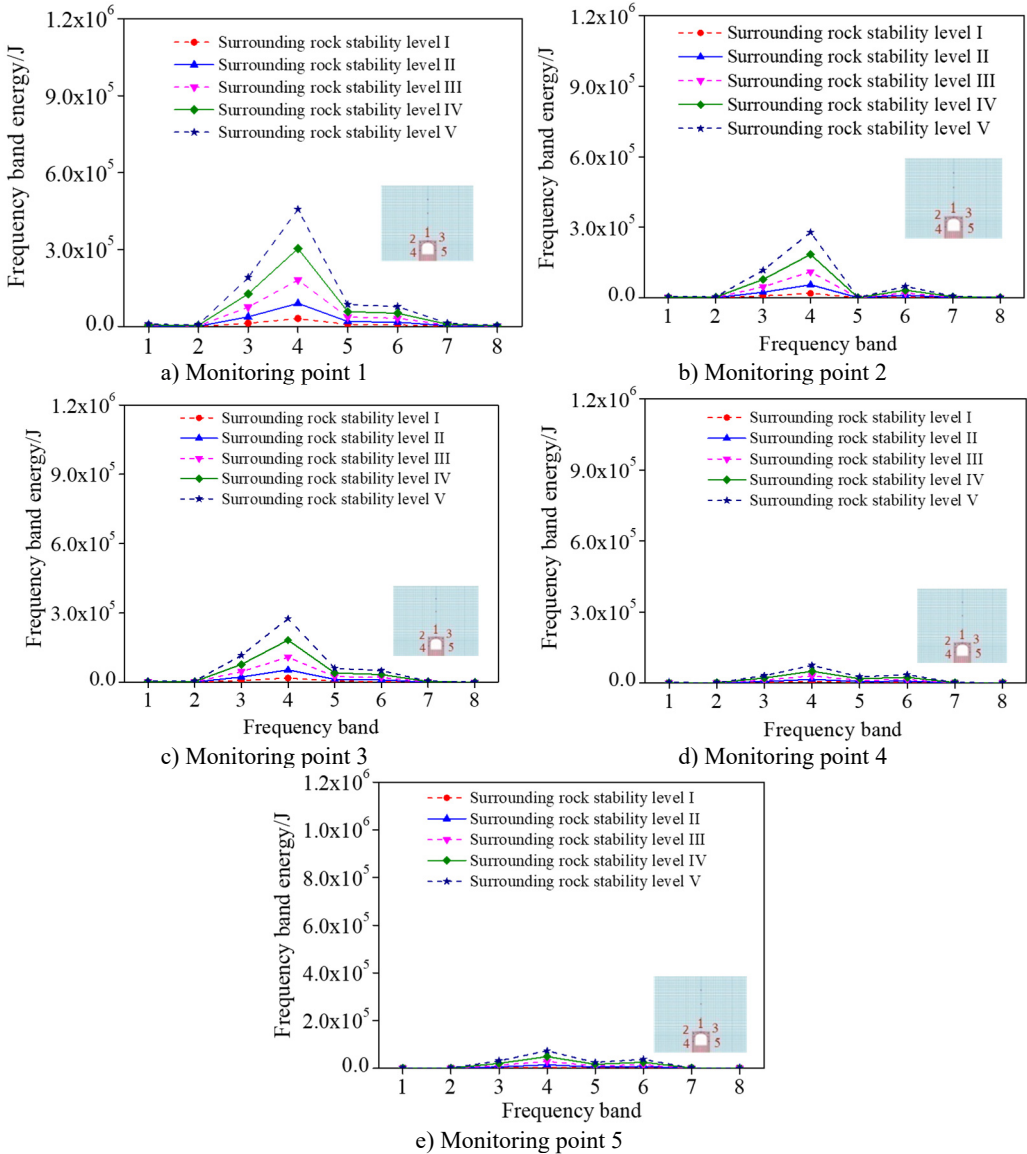 1.2x10^6
9.0x10^5
6.0x10^5
3.0x10^5
0.0
Frequency band energy/J
Surrounding rock stability level I
Surrounding rock stability level II
Surrounding rock stability level III
Surrounding rock stability level IV
Surrounding rock stability level V
1
2 3
4 5
1 2 3 4 5 6 7 8
a) Monitoring point 1
1.2x10^6
9.0x10^5
6.0x10^5
3.0x10^5
0.0
Frequency band energy/J
Surrounding rock stability level I
Surrounding rock stability level II
Surrounding rock stability level III
Surrounding rock stability level IV
Surrounding rock stability level V
1
2 3
4 5
1 2 3 4 5 6 7 8
Frequency band
b) Monitoring point 2
1.2x10^6
9.0x10^5
6.0x10^5
3.0x10^5
0.0
Frequency band energy/J
Surrounding rock stability level I
Surrounding rock stability level II
Surrounding rock stability level III
Surrounding rock stability level IV
Surrounding rock stability level V
1
2 3
4 5
1 2 3 4 5 6 7 8
Frequency band
c) Monitoring point 3
1.2x10^6
9.0x10^5
6.0x10^5
3.0x10^5
0.0
Frequency band energy/J
Surrounding rock stability level I
Surrounding rock stability level II
Surrounding rock stability level III
Surrounding rock stability level IV
Surrounding rock stability level V
1
2 3
4 5
1 2 3 4 5 6 7 8
Frequency band
d) Monitoring point 4
1.2x10^6
1.0x10^6
8.0x10^5
6.0x10^5
4.0x10^5
2.0x10^5
0.0
Frequency band energy/J
Surrounding rock stability level I
Surrounding rock stability level II
Surrounding rock stability level III
Surrounding rock stability level IV
Surrounding rock stability level V
1
2 3
4 5
1 2 3 4 5 6 7 8
Frequency band
e) Monitoring point 5